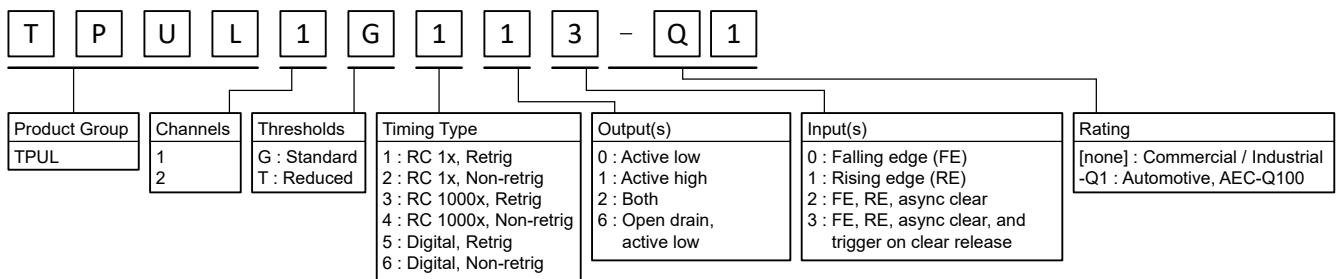 T P U L 1 G 1 1 3 – Q 1
Product Group
TPUL
Channels
1
2
Thresholds
G : Standard
T : Reduced
Timing Type
1 : RC 1x, Retrig
2 : RC 1x, Non-retrig
3 : RC 1000x, Retrig
4 : RC 1000x, Non-retrig
5 : Digital, Retrig
6 : Digital, Non-retrig
Output(s)
0 : Active low
1 : Active high
2 : Both
6 : Open drain,
active low
Input(s)
0 : Falling edge (FE)
1 : Rising edge (RE)
2 : FE, RE, async clear
3 : FE, RE, async clear, and
trigger on clear release
Rating
[none] : Commercial / Industrial
-Q1 : Automotive, AEC-Q100